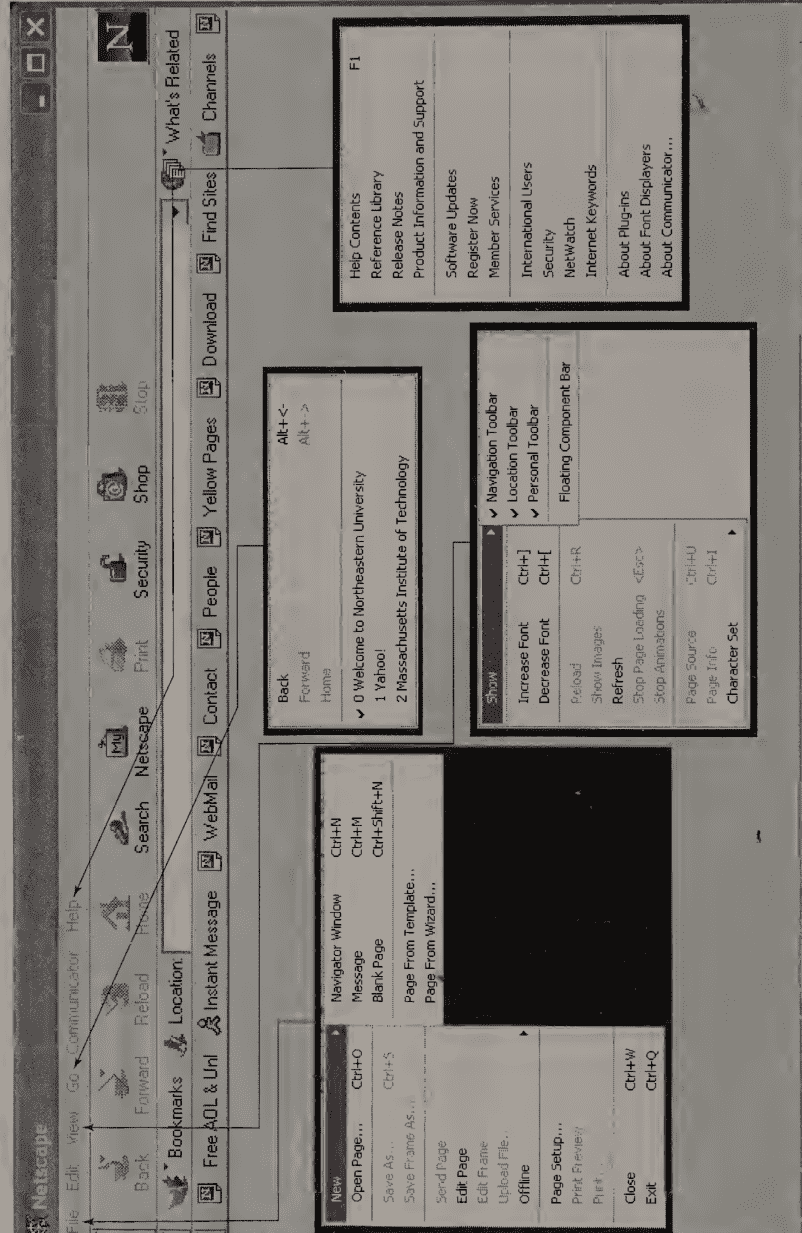 Netscape
File Edit View Go Communicator Help
Back Forward Reload Home Search Netscape Print Security Shop Stop
My
N
Bookmarks Location: What's Related
Free AOL & Unl Instant Message WebMail Contact People Yellow Pages Download Find Sites Channels
New
Open Page... Ctrl+O
Save As... Ctrl+S
Save Frame As...
Send Page
Edit Page
Edit Frame
Upload File...
Offline
Page Setup...
Print Preview
Print...
Close Ctrl+W
Exit Ctrl+Q
Navigator Window Ctrl+N
Message Ctrl+M
Blank Page Ctrl+Shift+N
Page From Template...
Page From Wizard...
Back Alt+<-
Forward Alt+->
Home
✔ 0 Welcome to Northeastern University
1 Yahoo!
2 Massachusetts Institute of Technology
Show
Increase Font Ctrl+]
Decrease Font Ctrl+[
Reload Ctrl+R
Show Images
Refresh
Stop Page Loading <Esc>
Stop Animations
Page Source Ctrl+U
Page Info Ctrl+I
Character Set
✔ Navigation Toolbar
✔ Location Toolbar
✔ Personal Toolbar
Floating Component Bar
Help Contents F1
Reference Library
Release Notes
Product Information and Support
Software Updates
Register Now
Member Services
International Users
Security
NetWatch
Internet Keywords
About Plug-ins
About Font Displayers
About Communicator...